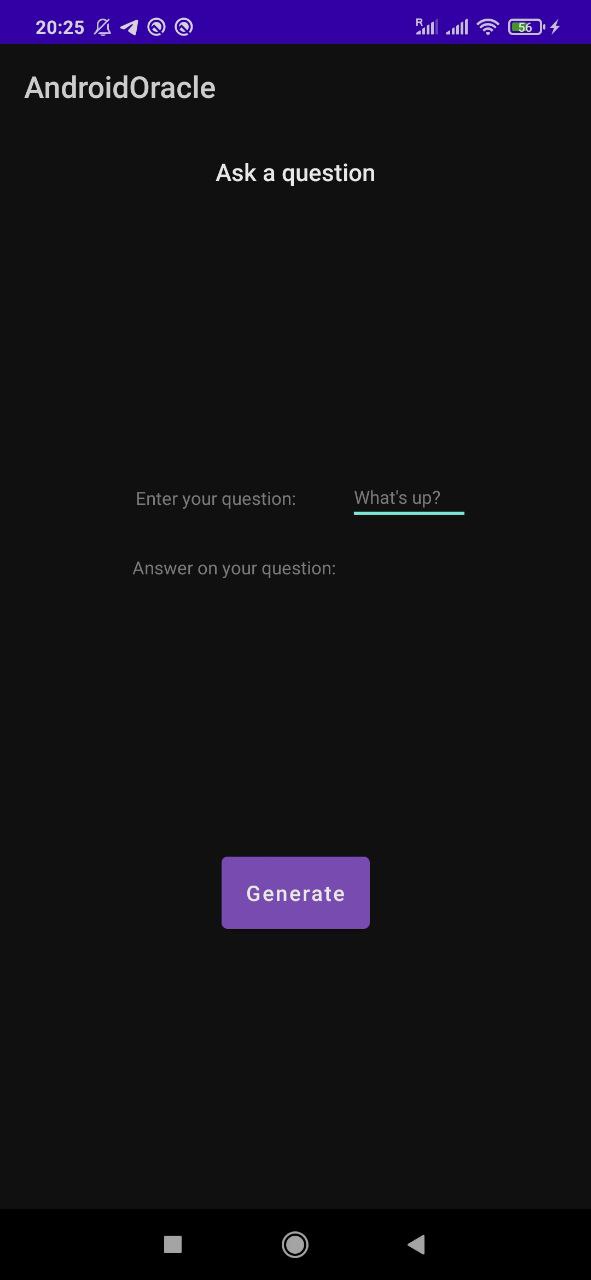 20:25 R 56
AndroidOracle
Ask a question
Enter your question: What's up?
Answer on your question:
Generate